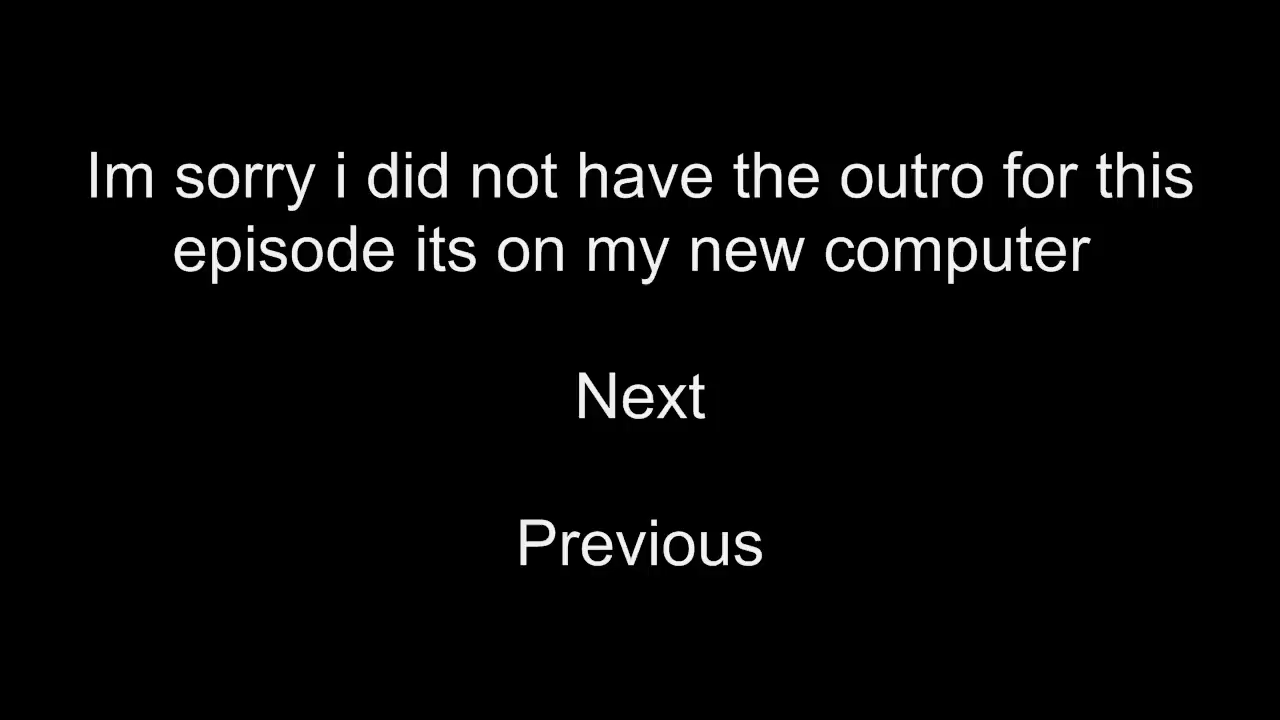 Im sorry i did not have the outro for this
episode its on my new computer
Next
Previous